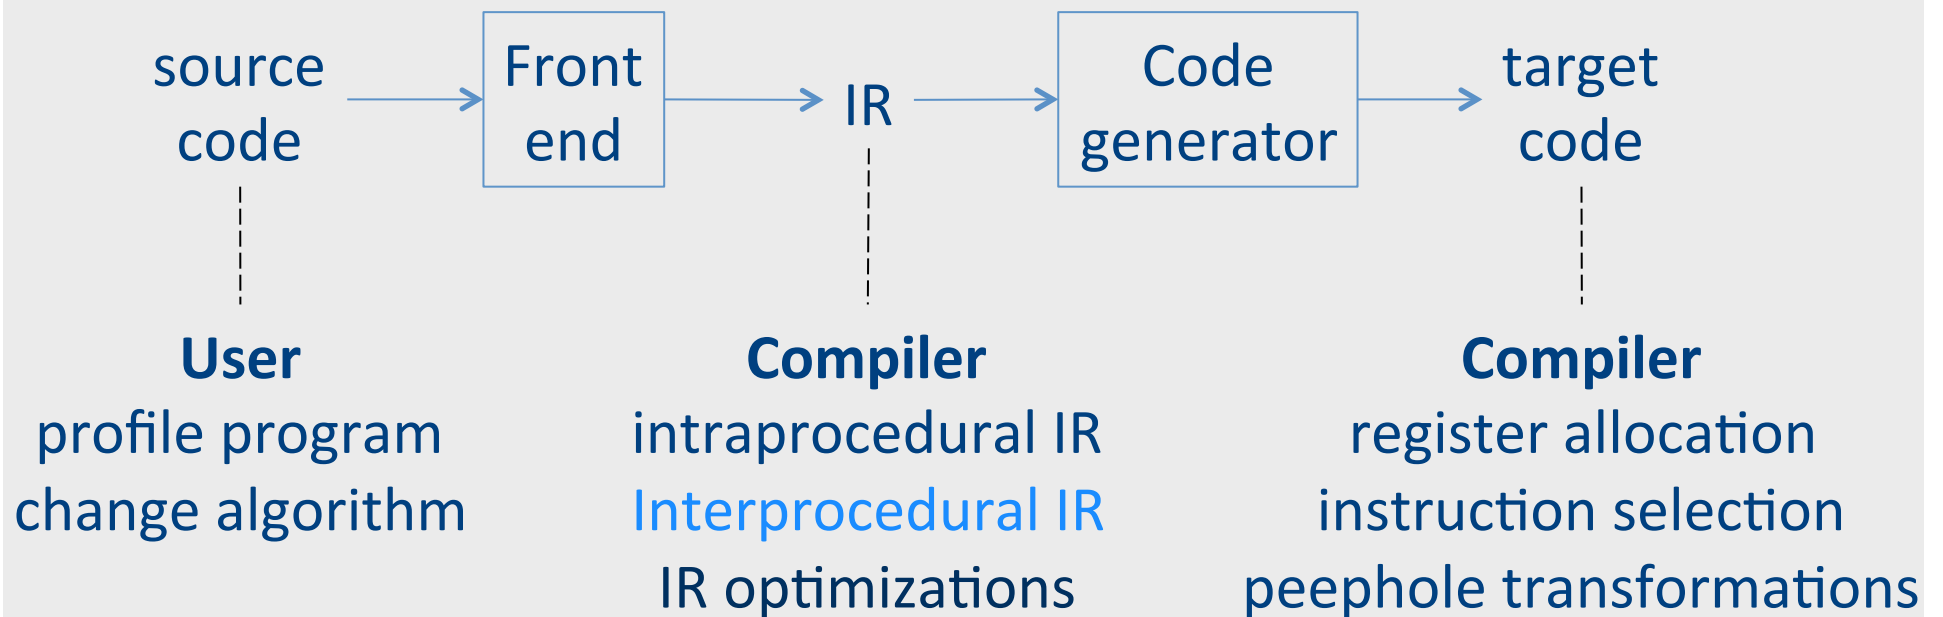 source
code
Front
end
IR
Code
generator
target
code
User
profile program
change algorithm
Compiler
intraprocedural IR
Interprocedural IR
IR optimizations
Compiler
register allocation
instruction selection
peephole transformations